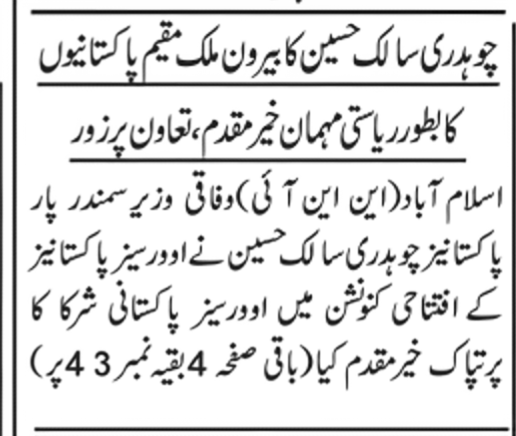 چوہدری سالک حسین کا بیرون ملک مقیم پاکستانیوں
کا بطور ریاستی مہمان خیر مقدم، تعاون پر زور
اسلام آباد(این این آئی)وفاقی وزیر سمندر پار
پاکستانیز چوہدری سالک حسین نے اوورسیز پاکستانیز
کے افتتاحی کنونشن میں اوورسیز پاکستانی شرکا کا
پرتپاک خیر مقدم کیا(باقی صفحہ 4 بقیہ نمبر 43 پر)